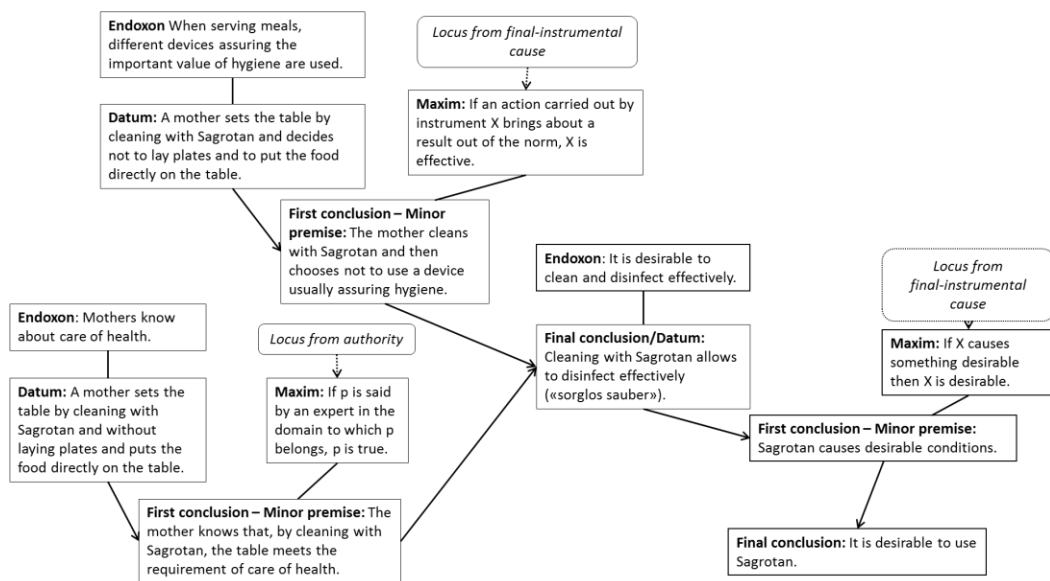 Endoxon When serving meals,
different devices assuring the
important value of hygiene are used.
Locus from final-instrumental
cause
Datum: A mother sets the table by
cleaning with Sagrotan and decides
not to lay plates and to put the food
directly on the table.
Maxim: If an action carried out by
instrument X brings about a
result out of the norm, X is
effective.
First conclusion – Minor
premise: The mother cleans
with Sagrotan and then
chooses not to use a device
usually assuring hygiene.
Endoxon: Mothers know
about care of health.
Locus from authority
Datum: A mother sets the
table by cleaning with
Sagrotan and without
laying plates and puts the
food directly on the table.
Maxim: If p is said
by an expert in the
domain to which p
belongs, p is true.
First conclusion – Minor premise: The
mother knows that, by cleaning with
Sagrotan, the table meets the
requirement of care of health.
Endoxon: It is desirable to
clean and disinfect effectively.
Final conclusion/Datum:
Cleaning with Sagrotan allows
to disinfect effectively
(«sorglos sauber»).
Locus from
final-instrumental
cause
Maxim: If X causes
something desirable
then X is desirable.
First conclusion – Minor premise:
Sagrotan causes desirable conditions.
Final conclusion: It is desirable to use
Sagrotan.